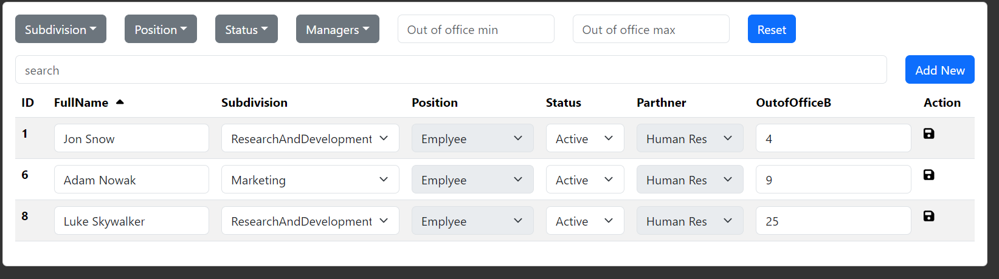 Subdivision Position Status Managers Out of office min Out of office max Reset
search Add New
ID FullName Subdivision Position Status Parthner OutofOfficeB Action
1 Jon Snow ResearchAndDevelopment Emplyee Active Human Res 4
6 Adam Nowak Marketing Emplyee Active Human Res 9
8 Luke Skywalker ResearchAndDevelopment Emplyee Active Human Res 25